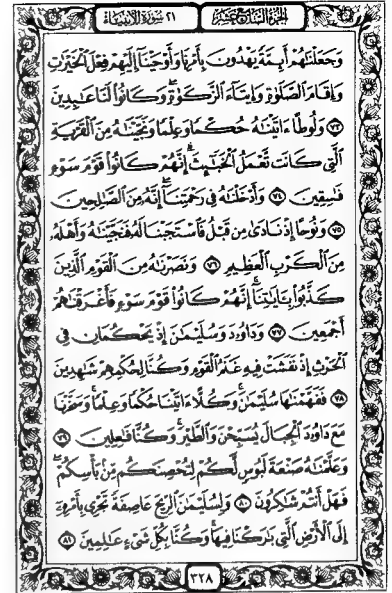 الجزء السابع عشر
٢١ سورة الأنبياء
وَجَعَلْنَٰهُمْ أَئِمَّةً يَهْدُونَ بِأَمْرِنَا وَأَوْحَيْنَآ إِلَيْهِمْ فِعْلَ ٱلْخَيْرَٰتِ
وَإِقَامَ ٱلصَّلَوٰةِ وَإِيتَآءَ ٱلزَّكَوٰةِ ۖ وَكَانُوا۟ لَنَا عَٰبِدِينَ
﴿٧٣﴾ وَلُوطًا ءَاتَيْنَٰهُ حُكْمًا وَعِلْمًا وَنَجَّيْنَٰهُ مِنَ ٱلْقَرْيَةِ
ٱلَّتِى كَانَت تَّعْمَلُ ٱلْخَبَٰٓئِثَ ۗ إِنَّهُمْ كَانُوا۟ قَوْمَ سَوْءٍ
فَٰسِقِينَ ﴿٧٤﴾ وَأَدْخَلْنَٰهُ فِى رَحْمَتِنَآ ۖ إِنَّهُۥ مِنَ ٱلصَّٰلِحِينَ
﴿٧٥﴾ وَنُوحًا إِذْ نَادَىٰ مِن قَبْلُ فَٱسْتَجَبْنَا لَهُۥ فَنَجَّيْنَٰهُ وَأَهْلَهُۥ
مِنَ ٱلْكَرْبِ ٱلْعَظِيمِ ﴿٧٦﴾ وَنَصَرْنَٰهُ مِنَ ٱلْقَوْمِ ٱلَّذِينَ
كَذَّبُوا۟ بِـَٔايَٰتِنَآ ۚ إِنَّهُمْ كَانُوا۟ قَوْمَ سَوْءٍ فَأَغْرَقْنَٰهُمْ
أَجْمَعِينَ ﴿٧٧﴾ وَدَاوُۥدَ وَسُلَيْمَٰنَ إِذْ يَحْكُمَانِ فِى
ٱلْحَرْثِ إِذْ نَفَشَتْ فِيهِ غَنَمُ ٱلْقَوْمِ وَكُنَّا لِحُكْمِهِمْ شَٰهِدِينَ
﴿٧٨﴾ فَفَهَّمْنَٰهَا سُلَيْمَٰنَ ۚ وَكُلًّا ءَاتَيْنَا حُكْمًا وَعِلْمًا ۚ وَسَخَّرْنَا
مَعَ دَاوُۥدَ ٱلْجِبَالَ يُسَبِّحْنَ وَٱلطَّيْرَ ۚ وَكُنَّا فَٰعِلِينَ ﴿٧٩﴾
وَعَلَّمْنَٰهُ صَنْعَةَ لَبُوسٍ لَّكُمْ لِتُحْصِنَكُم مِّنۢ بَأْسِكُمْ ۖ
فَهَلْ أَنتُمْ شَٰكِرُونَ ﴿٨٠﴾ وَلِسُلَيْمَٰنَ ٱلرِّيحَ عَاصِفَةً تَجْرِى بِأَمْرِهِۦٓ
إِلَى ٱلْأَرْضِ ٱلَّتِى بَٰرَكْنَا فِيهَا ۚ وَكُنَّا بِكُلِّ شَىْءٍ عَٰلِمِينَ ﴿٨١﴾
٣٢٨